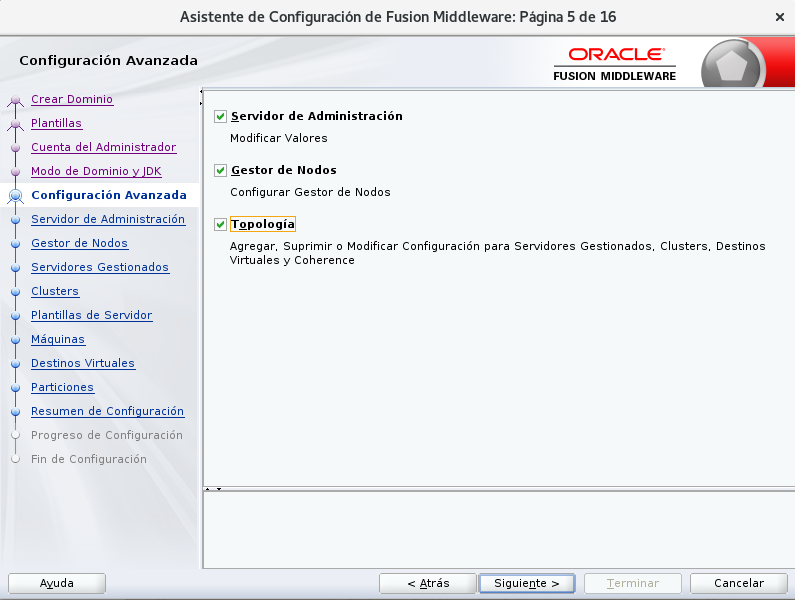 Asistente de Configuración de Fusion Middleware: Página 5 de 16
Configuración Avanzada
ORACLE
FUSION MIDDLEWARE
Crear Dominio
Plantillas
Cuenta del Administrador
Modo de Dominio y JDK
Configuración Avanzada
Servidor de Administración
Gestor de Nodos
Servidores Gestionados
Clusters
Plantillas de Servidor
Máquinas
Destinos Virtuales
Particiones
Resumen de Configuración
Progreso de Configuración
Fin de Configuración
Servidor de Administración
Modificar Valores
Gestor de Nodos
Configurar Gestor de Nodos
Topología
Agregar, Suprimir o Modificar Configuración para Servidores Gestionados, Clusters, Destinos
Virtuales y Coherence
Ayuda
< Atrás
Siguiente >
Terminar
Cancelar